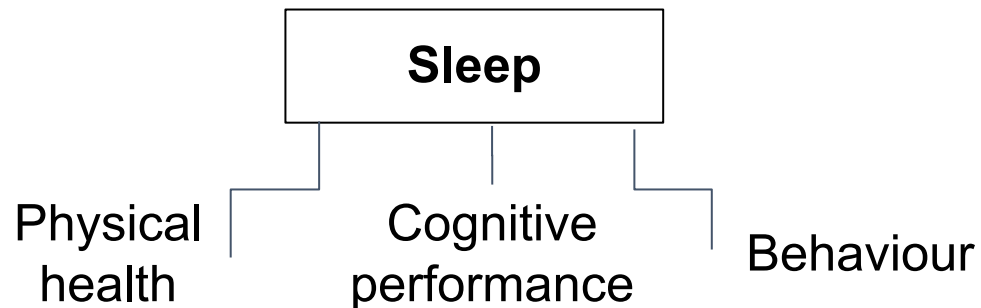 Sleep
Physical
health
Cognitive
performance
Behaviour